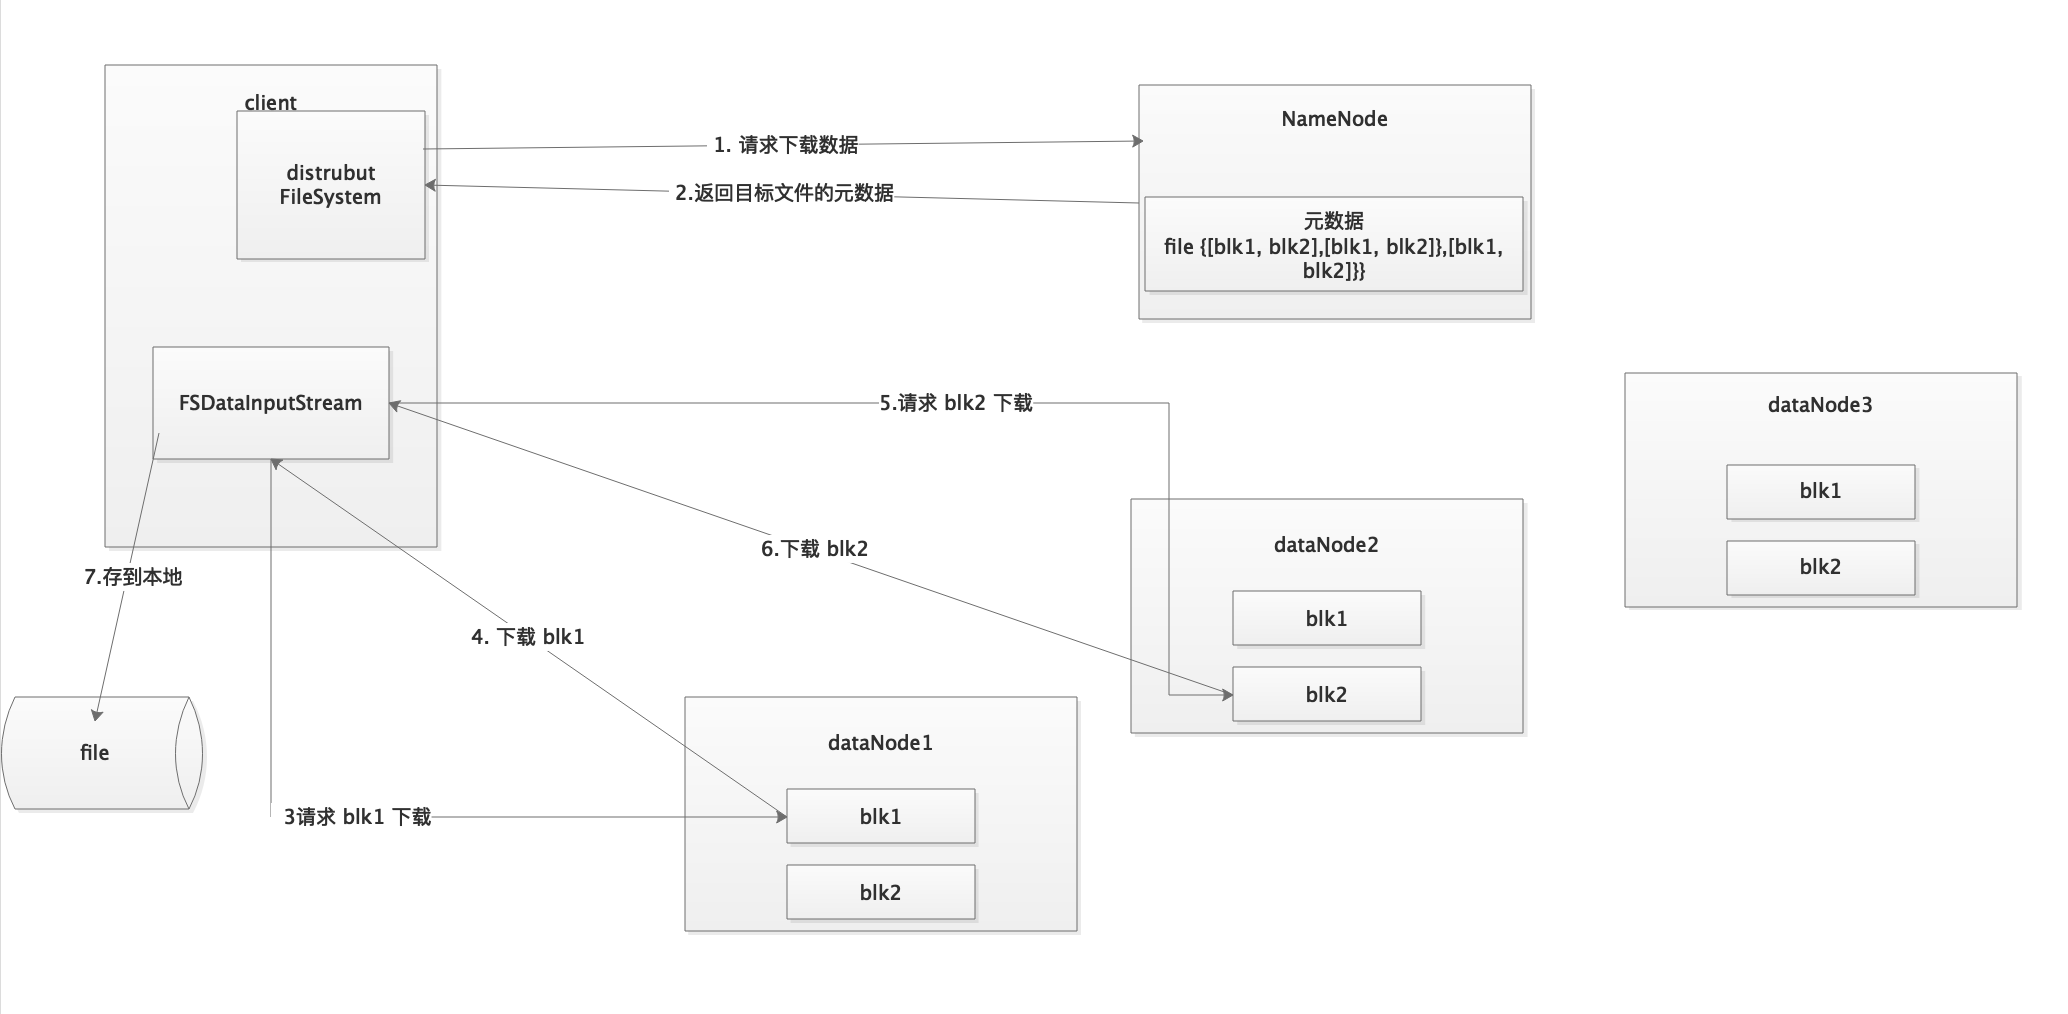 client
distrubut
FileSystem
1. 请求下载数据
2.返回目标文件的元数据
NameNode
元数据
file {[blk1, blk2],[blk1, blk2]},[blk1,
blk2]}}
FSDataInputStream
5.请求 blk2 下载
dataNode3
blk1
blk2
6.下载 blk2
dataNode2
blk1
blk2
7.存到本地
4. 下载 blk1
file
3请求 blk1 下载
dataNode1
blk1
blk2